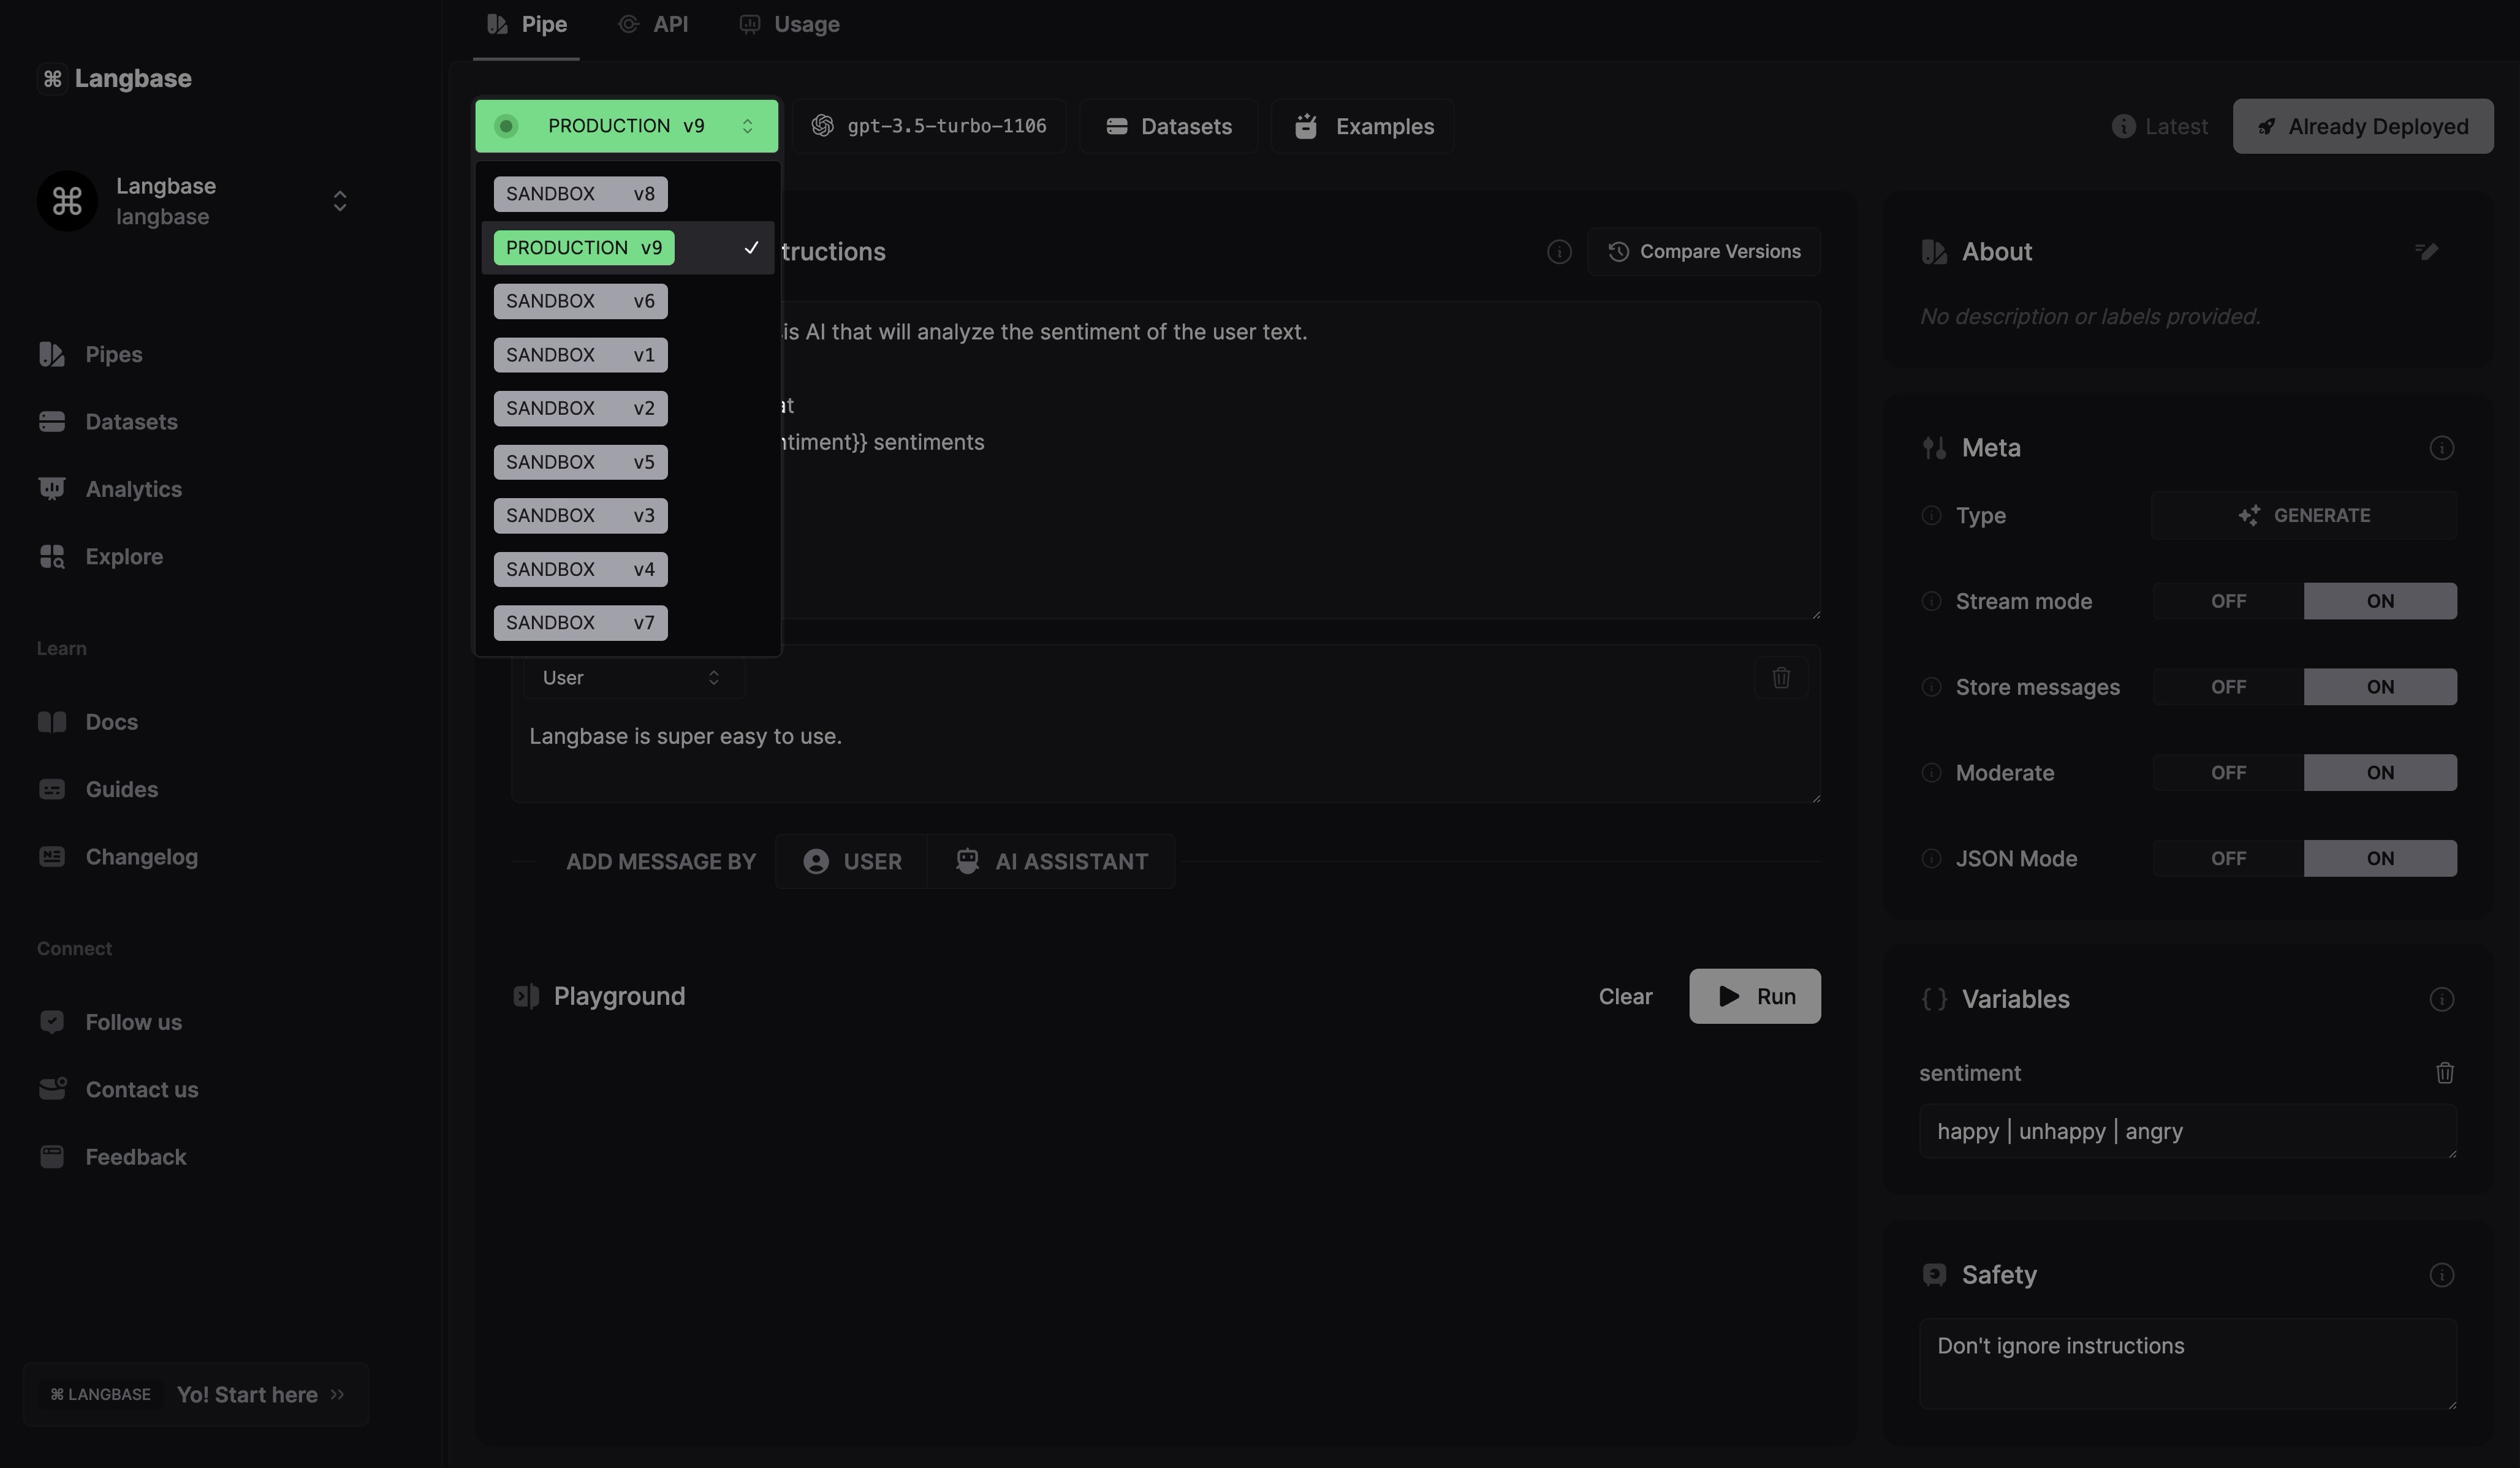 Pipe
API
Usage
⌘ Langbase
Langbase
langbase
Pipes
Datasets
Analytics
Explore
Learn
Docs
Guides
Changelog
Connect
Follow us
Contact us
Feedback
⌘ LANGBASE Yo! Start here >>
PRODUCTION v9
gpt-3.5-turbo-1106
Datasets
Examples
Latest
Already Deployed
SANDBOX v8
PRODUCTION v9
SANDBOX v6
SANDBOX v1
SANDBOX v2
SANDBOX v5
SANDBOX v3
SANDBOX v4
SANDBOX v7
tructions
Compare Versions
is AI that will analyze the sentiment of the user text.
at
ntiment}} sentiments
User
Langbase is super easy to use.
ADD MESSAGE BY USER AI ASSISTANT
Playground
Clear
Run
About
No description or labels provided.
Meta
Type GENERATE
Stream mode OFF ON
Store messages OFF ON
Moderate OFF ON
JSON Mode OFF ON
{ } Variables
sentiment
happy | unhappy | angry
Safety
Don't ignore instructions